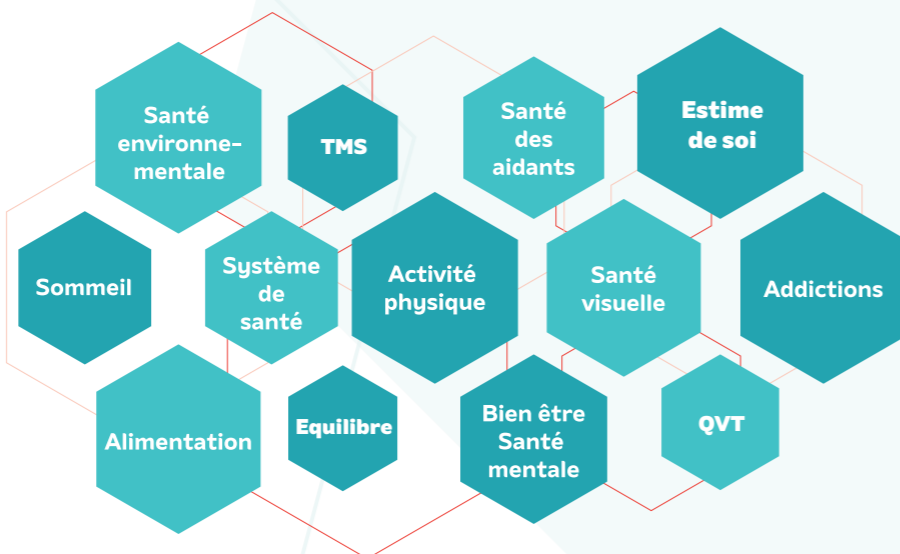 Santé
environne-
mentale
TMS
Santé
des
aidants
Estime
de soi
Sommeil
Système
de
santé
Activité
physique
Santé
visuelle
Addictions
Alimentation
Equilibre
Bien être
Santé
mentale
QVT